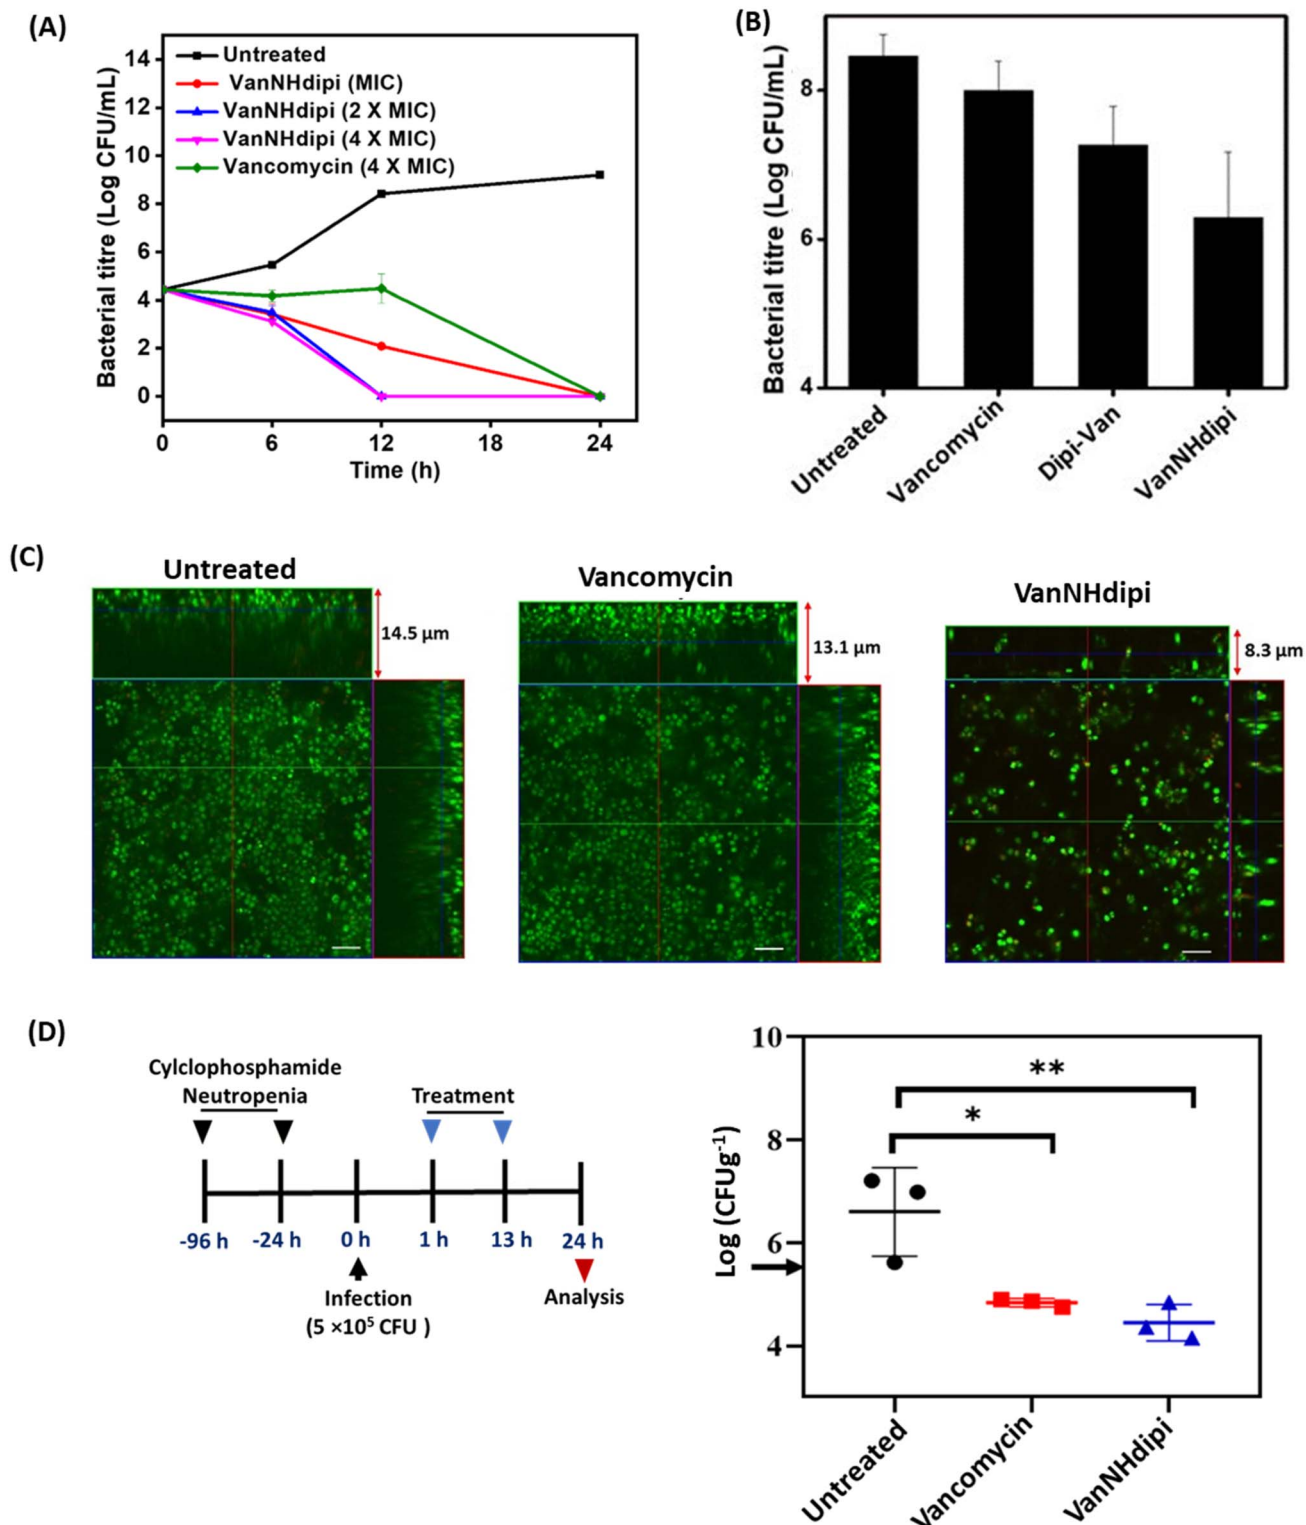 (A)
Bacterial titre (Log CFU/mL)
14
12
10
8
6
4
2
0
Untreated
VanNHdipi (MIC)
VanNHdipi (2 X MIC)
VanNHdipi (4 X MIC)
Vancomycin (4 X MIC)
0
6
12
18
24
Time (h)
(B)
Bacterial titre (Log CFU/mL)
8
6
4
Untreated
Vancomycin
Dipi-Van
VanNHdipi
(C)
Untreated
14.5 µm
Vancomycin
13.1 µm
VanNHdipi
8.3 µm
(D)
Cylclophosphamide
Neutropenia
Treatment
-96 h
-24 h
0 h
1 h
13 h
24 h
Infection
(5 ×10⁵ CFU )
Analysis
Log (CFUg⁻¹)
10
8
6
4
**
*
Untreated
Vancomycin
VanNHdipi